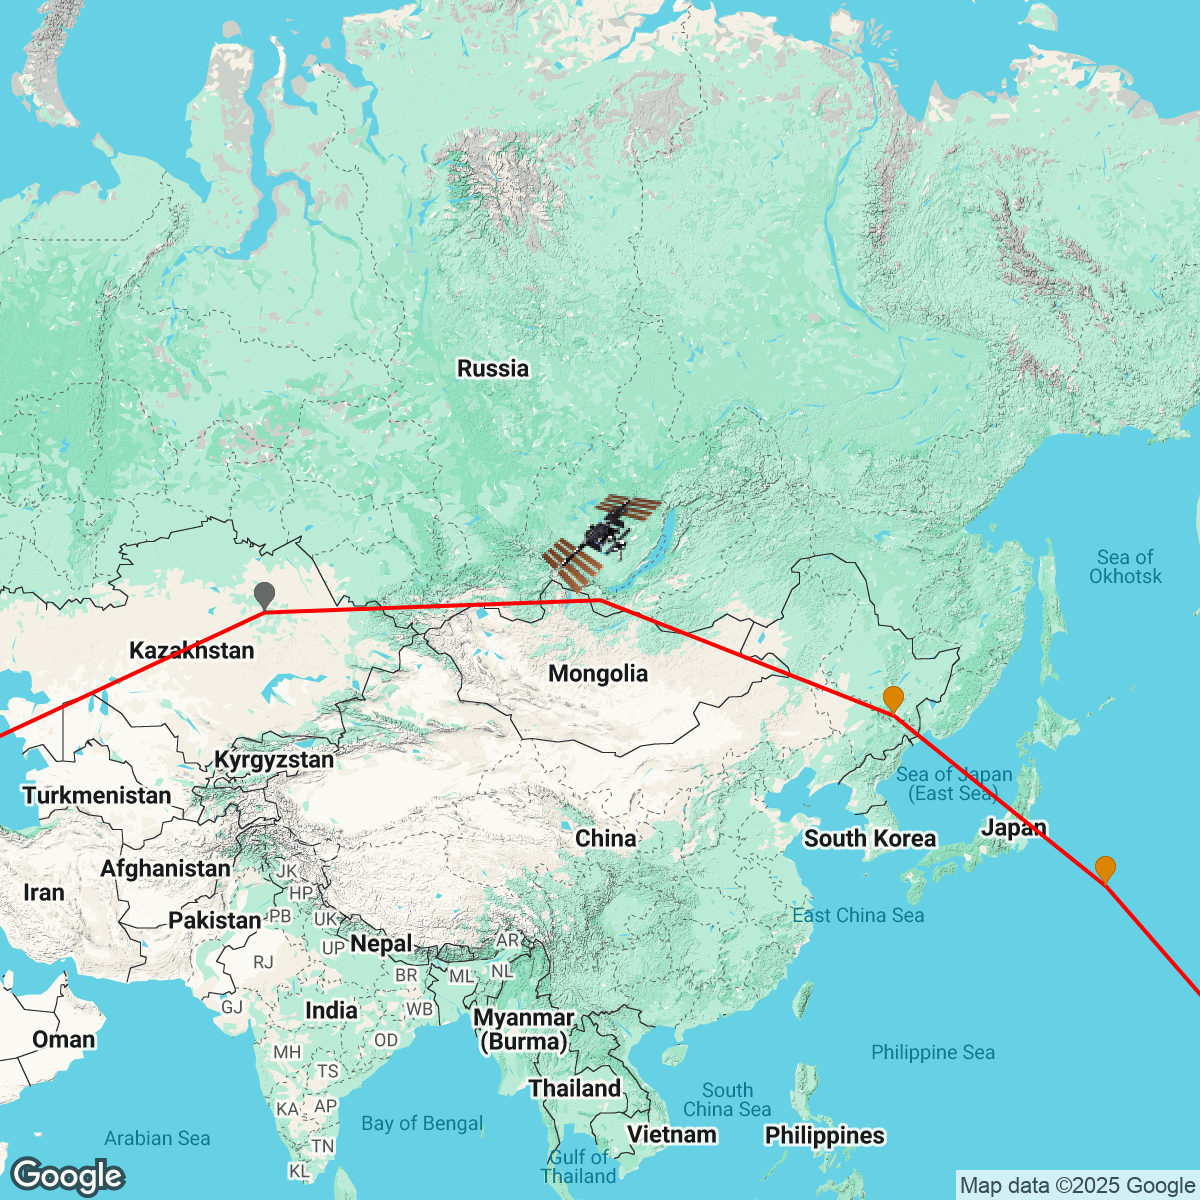 Russia
Sea of
Okhotsk
Kazakhstan
Mongolia
Kyrgyzstan
Sea of Japan
(East Sea)
Turkmenistan
Japan
China
South Korea
Afghanistan
JK
Iran
HP
Pakistan
PB
UK
East China Sea
Nepal
AR
UP
RJ
BR
ML
NL
GJ
India
WB
Myanmar
(Burma)
Oman
OD
MH
Philippine Sea
TS
Thailand
South
China Sea
KA
AP
Bay of Bengal
Arabian Sea
TN
Vietnam
Philippines
Gulf of
Thailand
KL
Google
Map data ©2025 Google